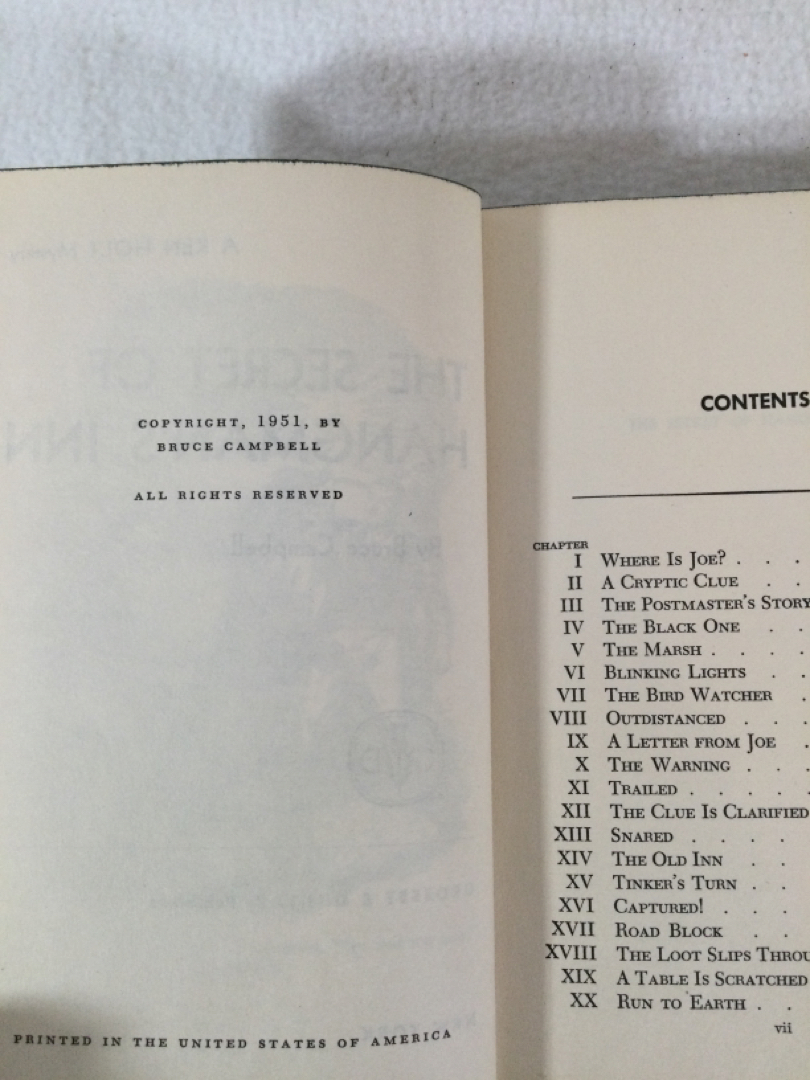 COPYRIGHT, 1951, BY
BRUCE CAMPBELL
ALL RIGHTS RESERVED
PRINTED IN THE UNITED STATES OF AMERICA
CONTENTS
CHAPTER
I WHERE IS JOE? . . .
II A CRYPTIC CLUE . .
III THE POSTMASTER'S STORY
IV THE BLACK ONE . .
V THE MARSH . . . .
VI BLINKING LIGHTS . .
VII THE BIRD WATCHER .
VIII OUTDISTANCED . . .
IX A LETTER FROM JOE .
X THE WARNING . . .
XI TRAILED . . . . .
XII THE CLUE IS CLARIFIED
XIII SNARED . . . .
XIV THE OLD INN . .
XV TINKER'S TURN . .
XVI CAPTURED! . . .
XVII ROAD BLOCK . .
XVIII THE LOOT SLIPS THROU
XIX A TABLE IS SCRATCHED
XX RUN TO EARTH . .
vii